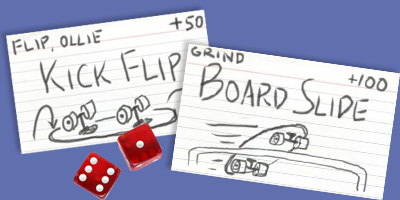 FLIP, OLLIE +50
KICK FLIP
GRIND +100
BOARD SLIDE